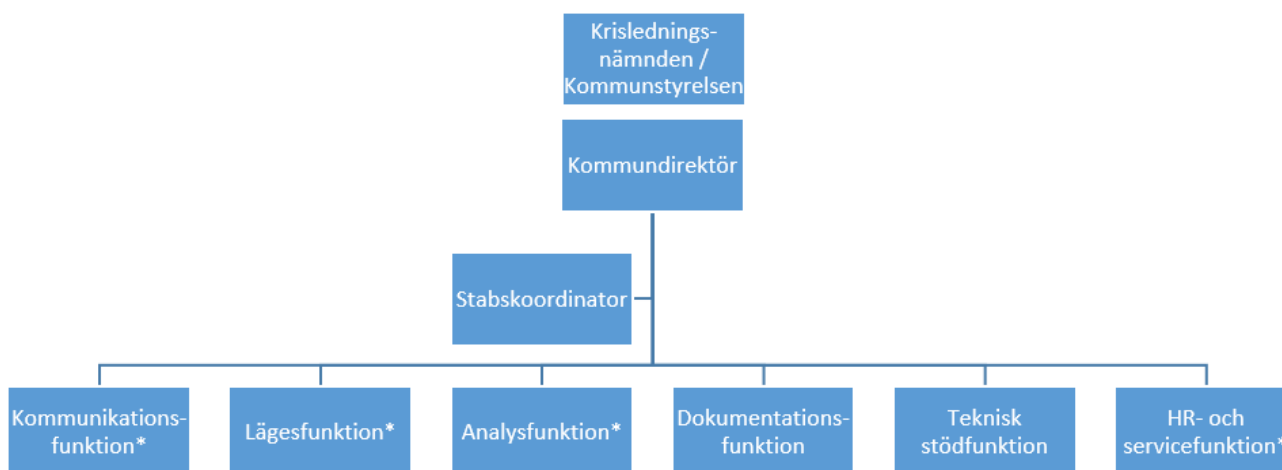 Krislednings-
nämnden /
Kommunstyrelsen
Kommundirektör
Stabskoordinator
Kommunikations-
funktion*
Lägesfunktion*
Analysfunktion*
Dokumentations-
funktion
Teknisk
stödfunktion
HR- och
servicefunktion*